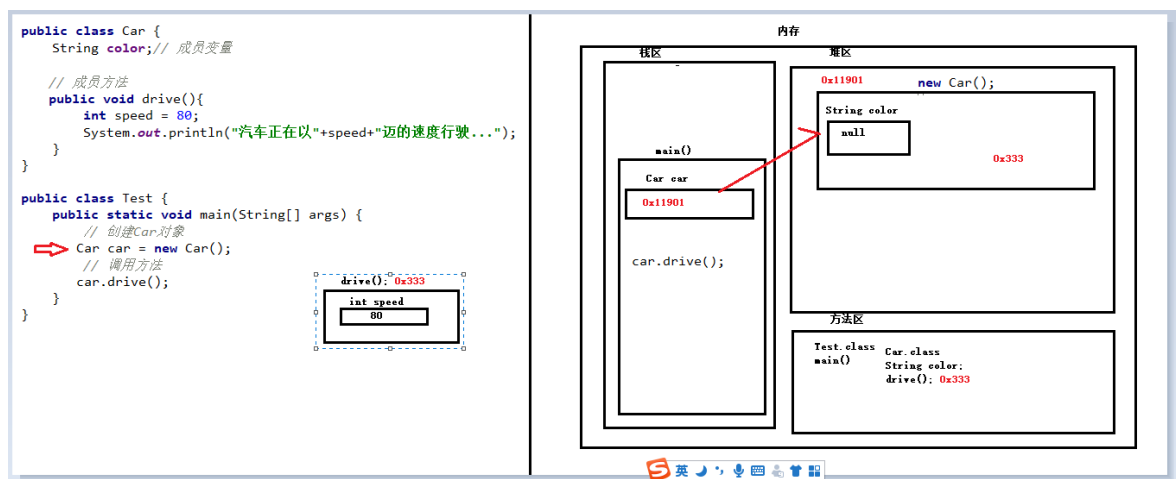 public class Car {
String color;// 成员变量
// 成员方法
public void drive(){
int speed = 80;
System.out.println("汽车正在以"+speed+"迈的速度行驶...");
}
}
public class Test {
public static void main(String[] args) {
// 创建Car对象
Car car = new Car();
// 调用方法
car.drive();
}
}
drive(); 0x333
int speed
80
内存
栈区
main()
Car car
0x11901
car.drive();
堆区
0x11901
new Car();
String color
null
0x333
方法区
Test.class
main()
Car.class
String color;
drive(); 0x333
S 英